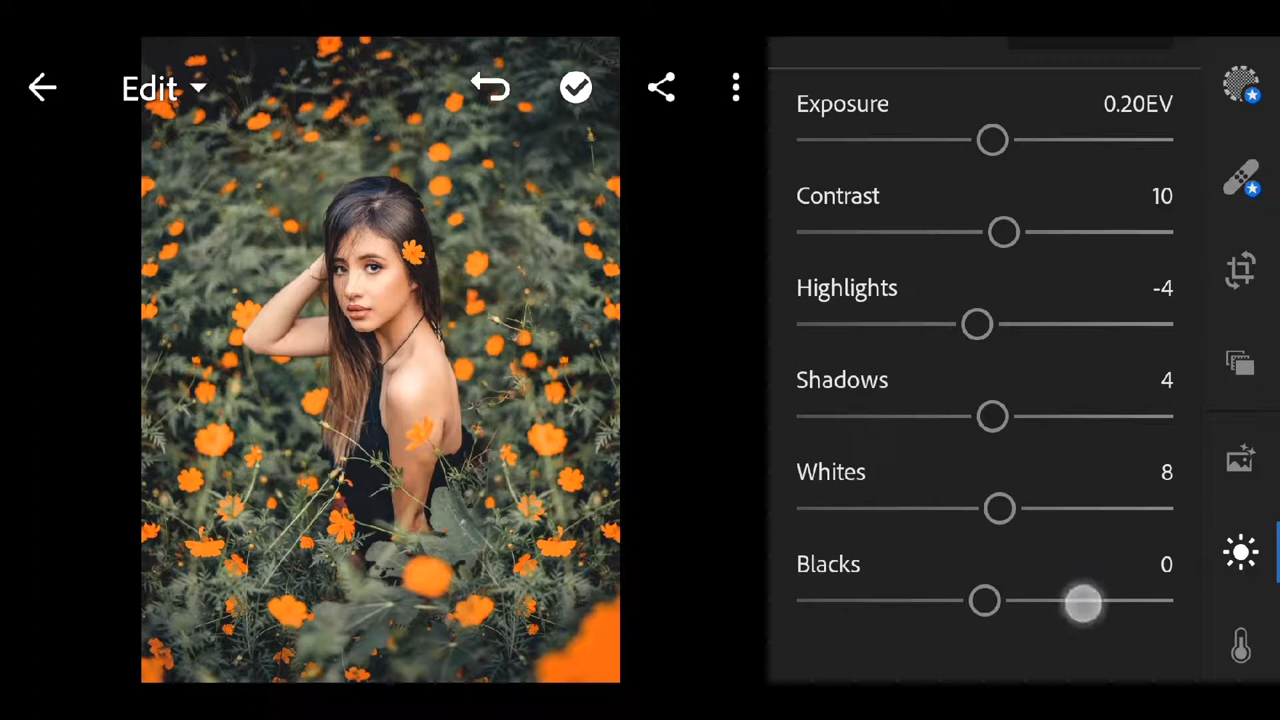 Edit
Exposure 0.20EV
Contrast 10
Highlights -4
Shadows 4
Whites 8
Blacks 0